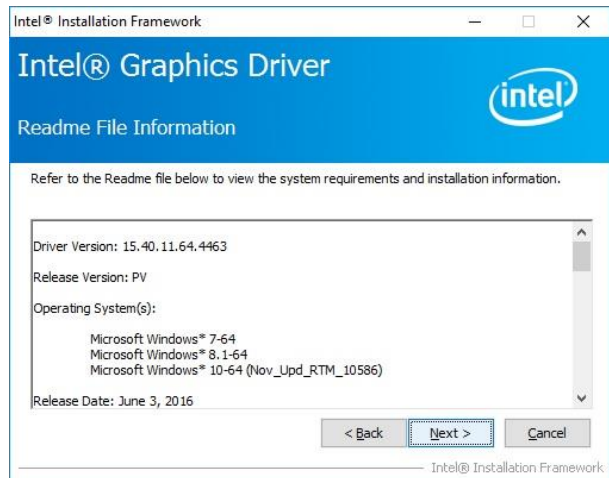 Intel® Installation Framework
Intel® Graphics Driver
intel
Readme File Information
Refer to the Readme file below to view the system requirements and installation information.
Driver Version: 15.40.11.64.4463
Release Version: PV
Operating System(s):
Microsoft Windows* 7-64
Microsoft Windows* 8.1-64
Microsoft Windows* 10-64 (Nov_Upd_RTM_10586)
Release Date: June 3, 2016
< Back Next > Cancel
Intel® Installation Framework